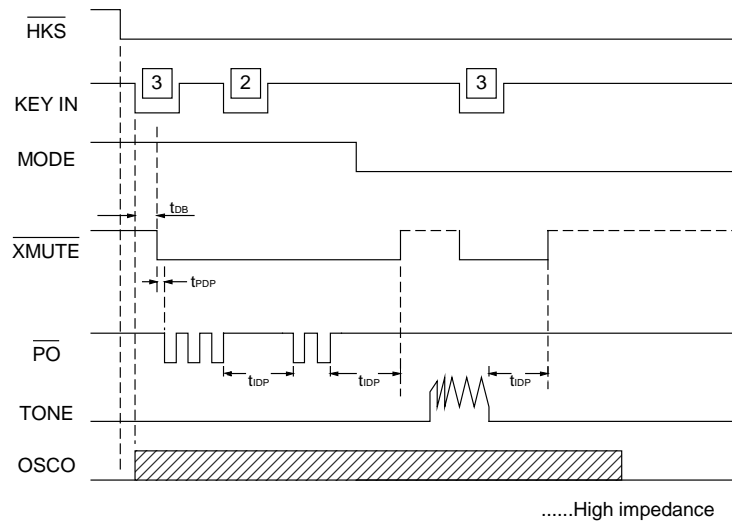 HKS
3 2 3
KEY IN
MODE
tDB
XMUTE
tPDP
PO
tIDP tIDP tIDP
TONE
OSCO
......High impedance